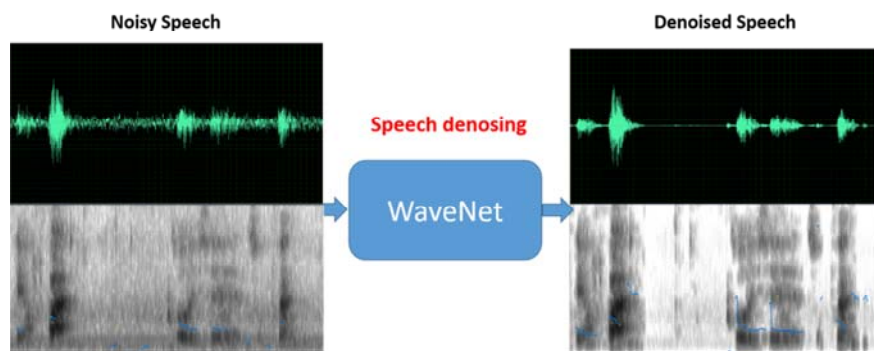 Noisy Speech
Denoised Speech
Speech denosing
WaveNet